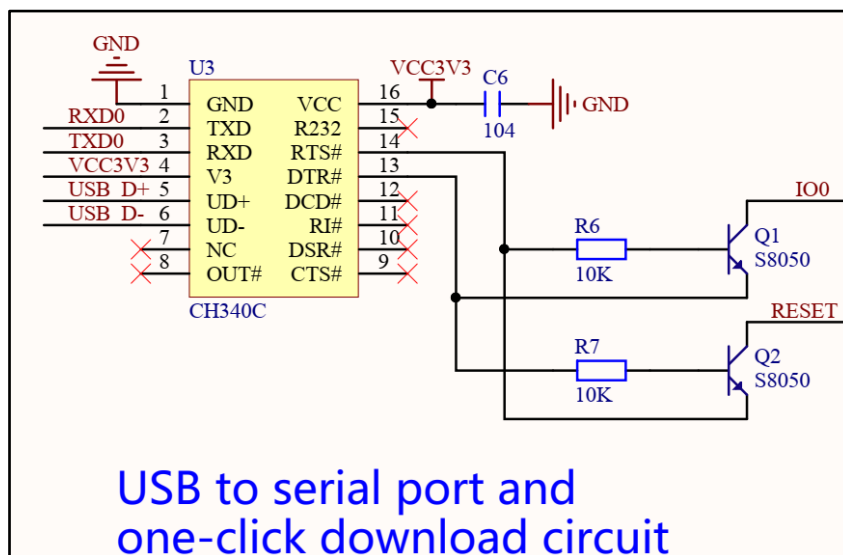 GND
U3
VCC3V3
C6
104
GND
1 GND VCC 16
RXD0 2 TXD R232 15
TXD0 3 RXD RTS# 14
VCC3V3 4 V3 DTR# 13
USB D+ 5 UD+ DCD# 12
USB D- 6 UD- RI# 11
7 NC DSR# 10
8 OUT# CTS# 9
CH340C
IO0
R6
10K
Q1
S8050
RESET
R7
10K
Q2
S8050
USB to serial port and
one-click download circuit